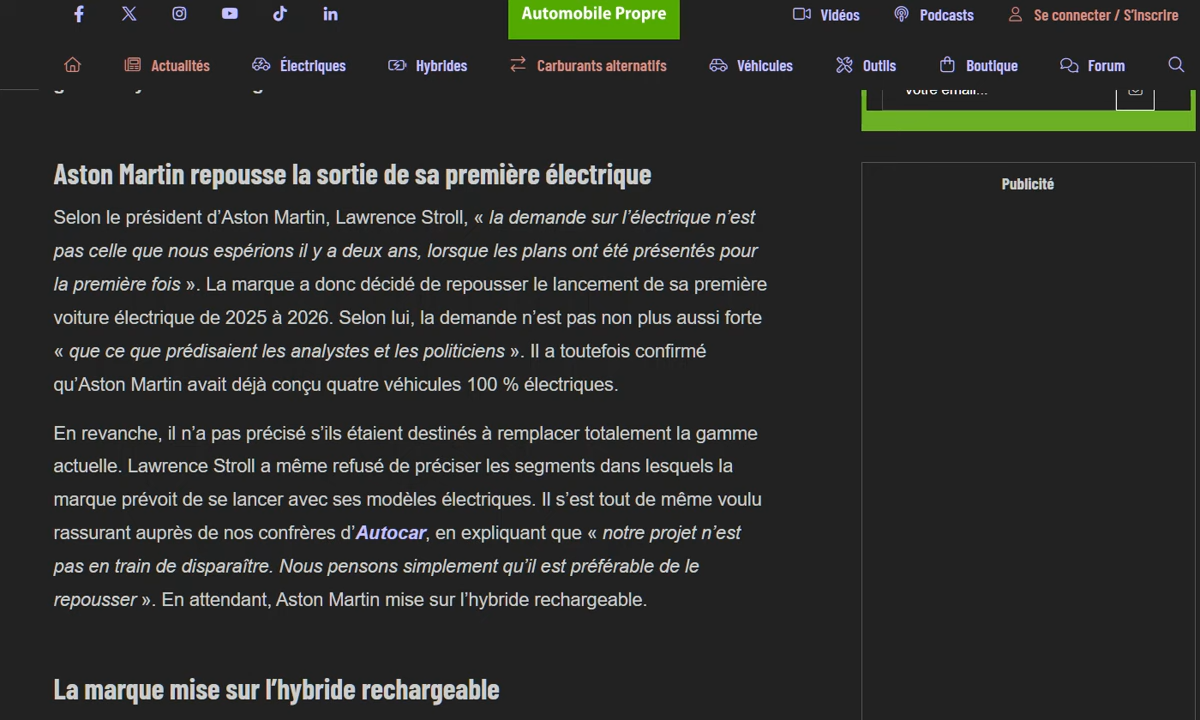 Automobile Propre
Vidéos
Podcasts
Se connecter / S'inscrire
Actualités
Électriques
Hybrides
Carburants alternatifs
Véhicules
Outils
Boutique
Forum
Votre email...
Aston Martin repousse la sortie de sa première électrique
Publicité
Selon le président d’Aston Martin, Lawrence Stroll, « la demande sur l’électrique n’est
pas celle que nous espérions il y a deux ans, lorsque les plans ont été présentés pour
la première fois ». La marque a donc décidé de repousser le lancement de sa première
voiture électrique de 2025 à 2026. Selon lui, la demande n’est pas non plus aussi forte
« que ce que prédisaient les analystes et les politiciens ». Il a toutefois confirmé
qu’Aston Martin avait déjà conçu quatre véhicules 100 % électriques.
En revanche, il n’a pas précisé s’ils étaient destinés à remplacer totalement la gamme
actuelle. Lawrence Stroll a même refusé de préciser les segments dans lesquels la
marque prévoit de se lancer avec ses modèles électriques. Il s’est tout de même voulu
rassurant auprès de nos confrères d’Autocar, en expliquant que « notre projet n’est
pas en train de disparaître. Nous pensons simplement qu’il est préférable de le
repousser ». En attendant, Aston Martin mise sur l’hybride rechargeable.
La marque mise sur l’hybride rechargeable